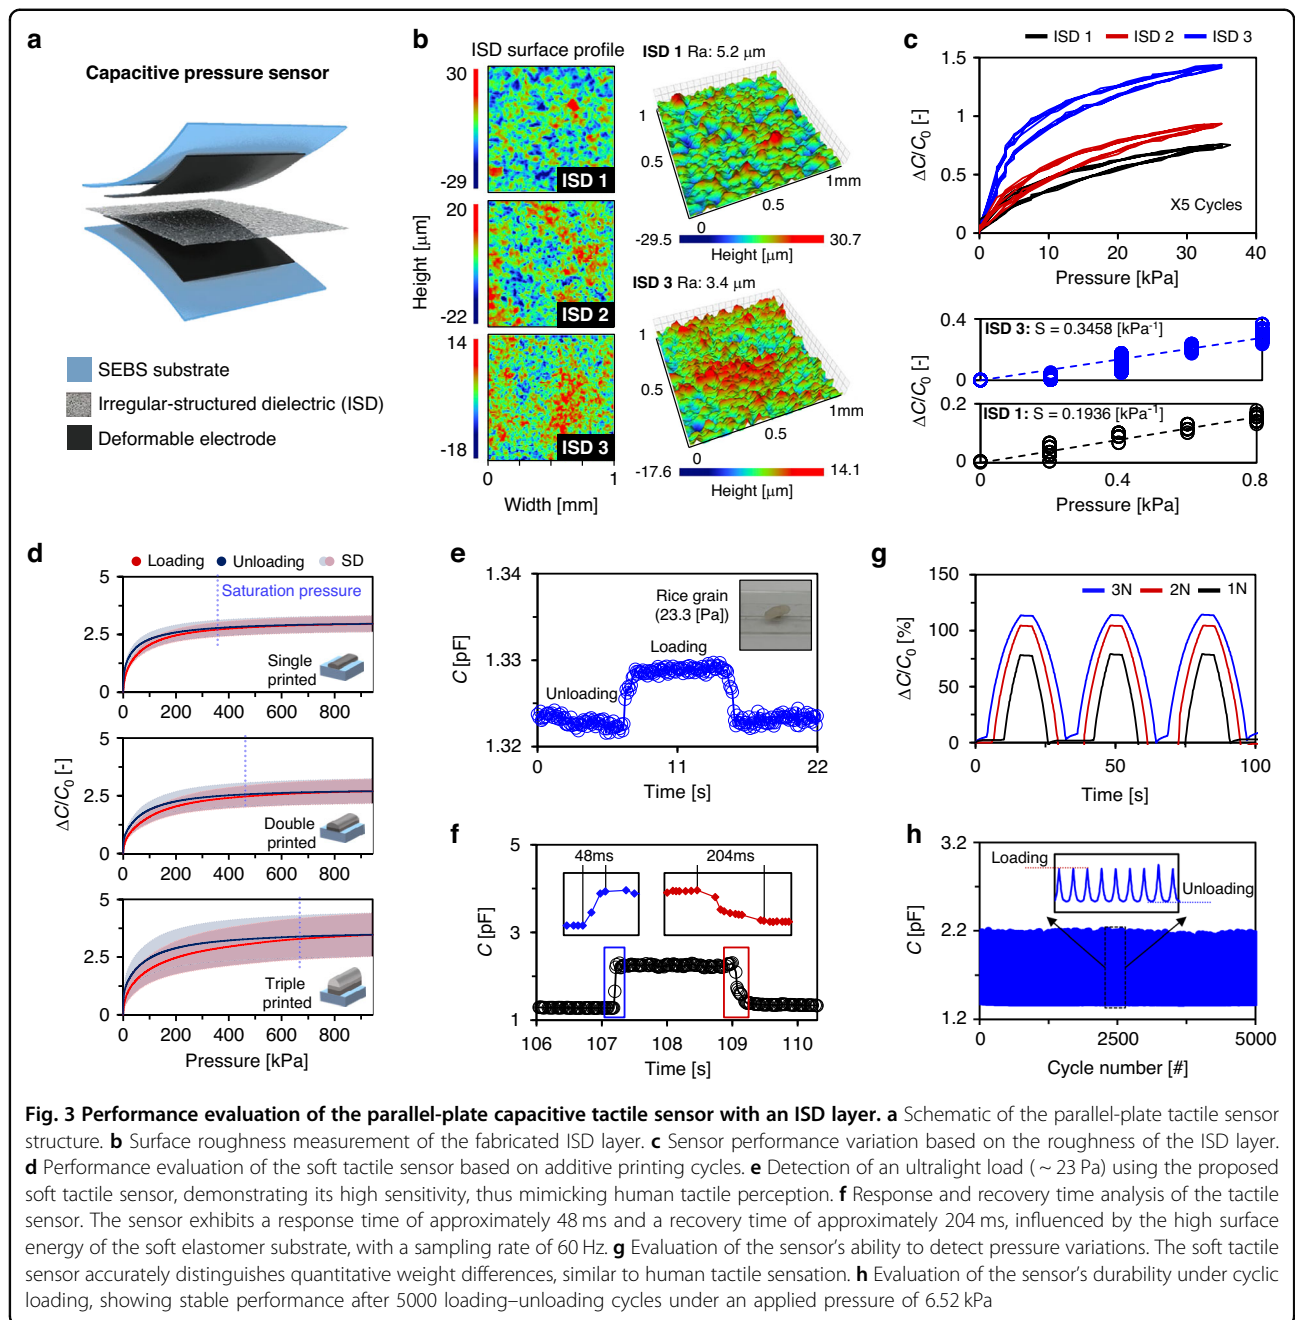 a
Capacitive pressure sensor
SEBS substrate
Irregular-structured dielectric (ISD)
Deformable electrode
b
ISD surface profile
30
-29
ISD 1
20
-22
ISD 2
14
-18
ISD 3
Height [μm]
0
1
Width [mm]
ISD 1 Ra: 5.2 μm
1
0.5
0
0.5
1mm
-29.5
30.7
Height [μm]
ISD 3 Ra: 3.4 μm
1
0.5
0
0.5
1mm
-17.6
14.1
Height [μm]
c
ISD 1 ISD 2 ISD 3
1.5
1
0.5
0
ΔC/C0 [-]
X5 Cycles
0 10 20 30 40
Pressure [kPa]
0.4
0
ISD 3: S = 0.3458 [kPa-1]
ΔC/C0 [-]
0.2
0
ISD 1: S = 0.1936 [kPa-1]
0 0.4 0.8
Pressure [kPa]
d
Loading Unloading SD
5
2.5
0
Saturation pressure
Single
printed
0 200 400 600 800
5
2.5
0
Double
printed
0 200 400 600 800
ΔC/C0 [-]
5
2.5
0
Triple
printed
0 200 400 600 800
Pressure [kPa]
e
1.34
1.33
1.32
C [pF]
Rice grain
(23.3 [Pa])
Loading
Unloading
0 11 22
Time [s]
f
5
3
1
C [pF]
48ms
204ms
106 107 108 109 110
Time [s]
g
150
100
50
0
ΔC/C0 [%]
3N 2N 1N
0 50 100
Time [s]
h
3.2
2.2
1.2
C [pF]
Loading
Unloading
0 2500 5000
Cycle number [#]
Fig. 3 Performance evaluation of the parallel-plate capacitive tactile sensor with an ISD layer. a Schematic of the parallel-plate tactile sensor
structure. b Surface roughness measurement of the fabricated ISD layer. c Sensor performance variation based on the roughness of the ISD layer.
d Performance evaluation of the soft tactile sensor based on additive printing cycles. e Detection of an ultralight load (~ 23 Pa) using the proposed
soft tactile sensor, demonstrating its high sensitivity, thus mimicking human tactile perception. f Response and recovery time analysis of the tactile
sensor. The sensor exhibits a response time of approximately 48 ms and a recovery time of approximately 204 ms, influenced by the high surface
energy of the soft elastomer substrate, with a sampling rate of 60 Hz. g Evaluation of the sensor's ability to detect pressure variations. The soft tactile
sensor accurately distinguishes quantitative weight differences, similar to human tactile sensation. h Evaluation of the sensor's durability under cyclic
loading, showing stable performance after 5000 loading–unloading cycles under an applied pressure of 6.52 kPa